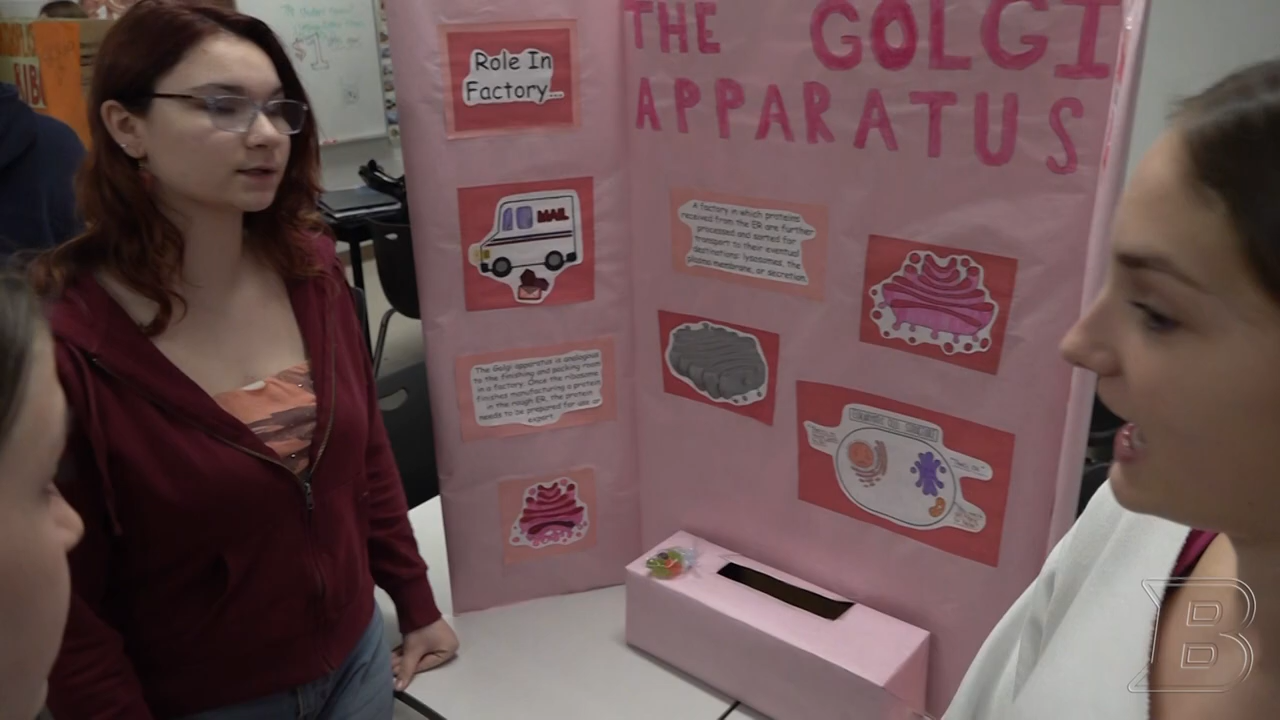 THE GOLGI
APPARATUS
Role In
Factory...
MAIL
A factory in which proteins
received from the ER are further
processed and sorted for
transport to their eventual
destinations: lysosomes, the
plasma membrane, or secretion.
The Golgi apparatus is analogous
to the finishing and packing room
in a factory. Once the ribosome
finishes manufacturing a protein
in the rough ER, the protein
needs to be prepared for use or
export.
$1
B